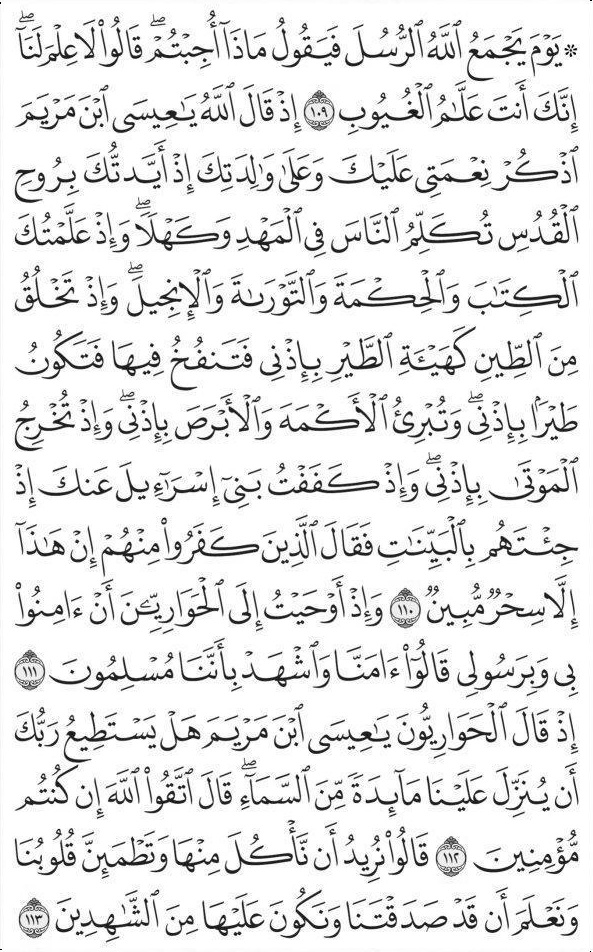 ۞ يَوْمَ يَجْمَعُ ٱللَّهُ ٱلرُّسُلَ فَيَقُولُ مَاذَآ أُجِبْتُمْۖ قَالُوا۟ لَا عِلْمَ لَنَآۖ
إِنَّكَ أَنتَ عَلَّٰمُ ٱلْغُيُوبِ ۝١٠٩ إِذْ قَالَ ٱللَّهُ يَٰعِيسَى ٱبْنَ مَرْيَمَ
ٱذْكُرْ نِعْمَتِى عَلَيْكَ وَعَلَىٰ وَٰلِدَتِكَ إِذْ أَيَّدتُّكَ بِرُوحِ
ٱلْقُدُسِ تُكَلِّمُ ٱلنَّاسَ فِى ٱلْمَهْدِ وَكَهْلًاۖ وَإِذْ عَلَّمْتُكَ
ٱلْكِتَٰبَ وَٱلْحِكْمَةَ وَٱلتَّوْرَىٰةَ وَٱلْإِنجِيلَۖ وَإِذْ تَخْلُقُ
مِنَ ٱلطِّينِ كَهَيْـَٔةِ ٱلطَّيْرِ بِإِذْنِى فَتَنفُخُ فِيهَا فَتَكُونُ
طَيْرًۢا بِإِذْنِىۖ وَتُبْرِئُ ٱلْأَكْمَهَ وَٱلْأَبْرَصَ بِإِذْنِىۖ وَإِذْ تُخْرِجُ
ٱلْمَوْتَىٰ بِإِذْنِىۖ وَإِذْ كَفَفْتُ بَنِىٓ إِسْرَٰٓءِيلَ عَنكَ إِذْ
جِئْتَهُم بِٱلْبَيِّنَٰتِ فَقَالَ ٱلَّذِينَ كَفَرُوا۟ مِنْهُمْ إِنْ هَٰذَآ
إِلَّا سِحْرٌ مُّبِينٌ ۝١١٠ وَإِذْ أَوْحَيْتُ إِلَى ٱلْحَوَارِيِّـۧنَ أَنْ ءَامِنُوا۟
بِى وَبِرَسُولِى قَالُوٓا۟ ءَامَنَّا وَٱشْهَدْ بِأَنَّنَا مُسْلِمُونَ ۝١١١
إِذْ قَالَ ٱلْحَوَارِيُّونَ يَٰعِيسَى ٱبْنَ مَرْيَمَ هَلْ يَسْتَطِيعُ رَبُّكَ
أَن يُنَزِّلَ عَلَيْنَا مَآئِدَةً مِّنَ ٱلسَّمَآءِۖ قَالَ ٱتَّقُوا۟ ٱللَّهَ إِن كُنتُم
مُّؤْمِنِينَ ۝١١٢ قَالُوا۟ نُرِيدُ أَن نَّأْكُلَ مِنْهَا وَتَطْمَئِنَّ قُلُوبُنَا
وَنَعْلَمَ أَن قَدْ صَدَقْتَنَا وَنَكُونَ عَلَيْهَا مِنَ ٱلشَّٰهِدِينَ ۝١١٣